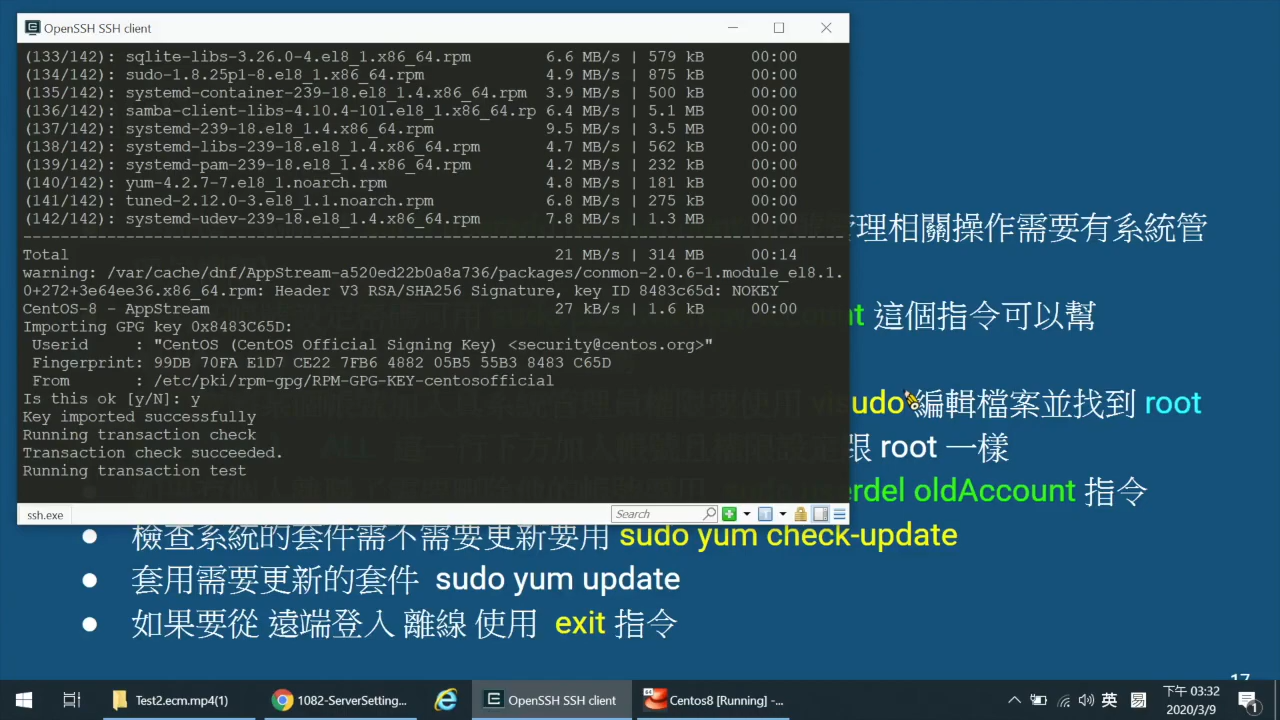 OpenSSH SSH client
(133/142): sqlite-libs-3.26.0-4.el8_1.x86_64.rpm 6.6 MB/s | 579 kB 00:00
(134/142): sudo-1.8.25p1-8.el8_1.x86_64.rpm 4.9 MB/s | 875 kB 00:00
(135/142): systemd-container-239-18.el8_1.4.x86_64.rpm 3.9 MB/s | 500 kB 00:00
(136/142): samba-client-libs-4.10.4-101.el8_1.x86_64.rp 6.4 MB/s | 5.1 MB 00:00
(137/142): systemd-239-18.el8_1.4.x86_64.rpm 9.5 MB/s | 3.5 MB 00:00
(138/142): systemd-libs-239-18.el8_1.4.x86_64.rpm 4.7 MB/s | 562 kB 00:00
(139/142): systemd-pam-239-18.el8_1.4.x86_64.rpm 4.2 MB/s | 232 kB 00:00
(140/142): yum-4.2.7-7.el8_1.noarch.rpm 4.8 MB/s | 181 kB 00:00
(141/142): tuned-2.12.0-3.el8_1.1.noarch.rpm 6.8 MB/s | 275 kB 00:00
(142/142): systemd-udev-239-18.el8_1.4.x86_64.rpm 7.8 MB/s | 1.3 MB 00:00
--------------------------------------------------------------------------------
Total 21 MB/s | 314 MB 00:14
warning: /var/cache/dnf/AppStream-a520ed22b0a8a736/packages/conmon-2.0.6-1.module_el8.1.
0+272+3e64ee36.x86_64.rpm: Header V3 RSA/SHA256 Signature, key ID 8483c65d: NOKEY
CentOS-8 - AppStream 27 kB/s | 1.6 kB 00:00
Importing GPG key 0x8483C65D:
Userid : "CentOS (CentOS Official Signing Key) <security@centos.org>"
Fingerprint: 99DB 70FA E1D7 CE22 7FB6 4882 05B5 55B3 8483 C65D
From : /etc/pki/rpm-gpg/RPM-GPG-KEY-centosofficial
Is this ok [y/N]: y
Key imported successfully
Running transaction check
Transaction check succeeded.
Running transaction test
ssh.exe
Search
理相關操作需要有系統管
這個指令可以幫
udo 編輯檔案並找到 root
跟 root 一樣
erdel oldAccount 指令
檢查系統的套件需不需要更新要用 sudo yum check-update
套用需要更新的套件 sudo yum update
如果要從 遠端登入 離線 使用 exit 指令
17
Test2.ecm.mp4(1)
1082-ServerSetting...
OpenSSH SSH client
Centos8 [Running] -...
英
易
下午 03:32
2020/3/9
1